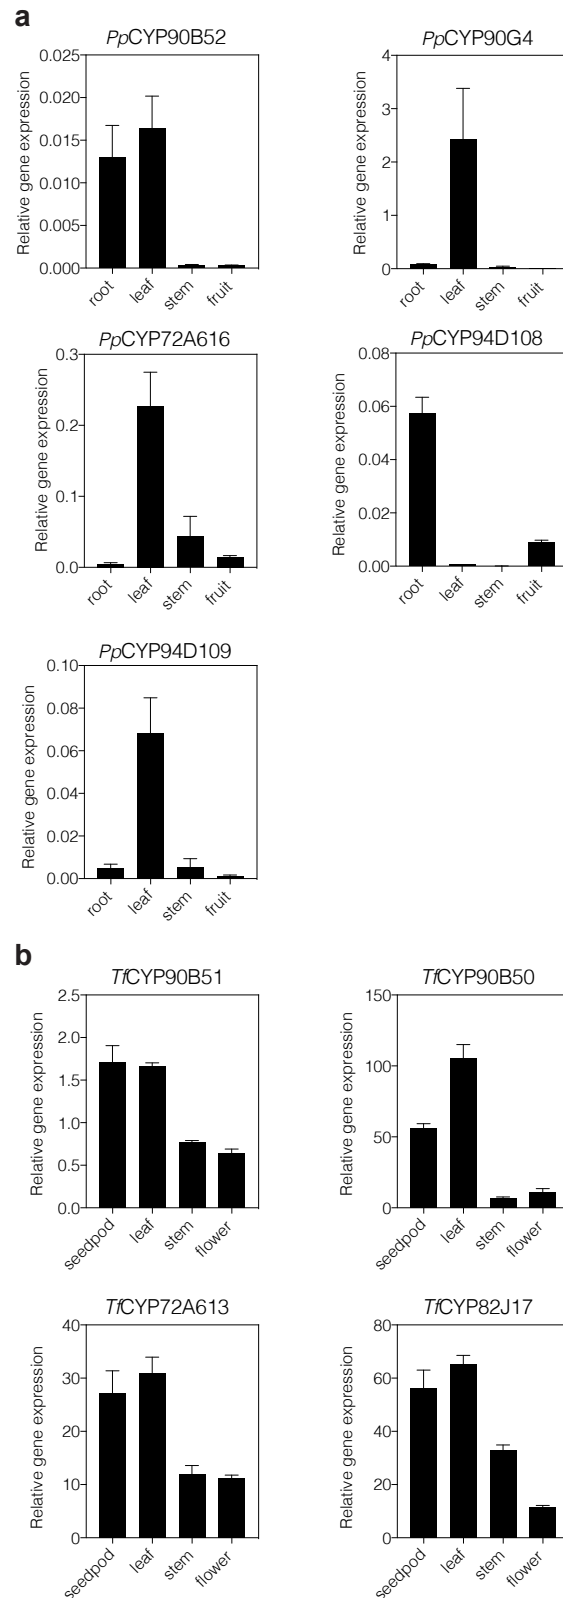 a
PpCYP90B52
Relative gene expression
0.025
0.020
0.015
0.010
0.005
0.000
root leaf stem fruit
PpCYP90G4
Relative gene expression
4
3
2
1
0
root leaf stem fruit
PpCYP72A616
Relative gene expression
0.3
0.2
0.1
0.0
root leaf stem fruit
PpCYP94D108
Relative gene expression
0.08
0.06
0.04
0.02
0.00
root leaf stem fruit
PpCYP94D109
Relative gene expression
0.10
0.08
0.06
0.04
0.02
0.00
root leaf stem fruit
b
TfCYP90B51
Relative gene expression
2.5
2.0
1.5
1.0
0.5
0.0
seedpod leaf stem flower
TfCYP90B50
Relative gene expression
150
100
50
0
seedpod leaf stem flower
TfCYP72A613
Relative gene expression
40
30
20
10
0
seedpod leaf stem flower
TfCYP82J17
Relative gene expression
80
60
40
20
0
seedpod leaf stem flower